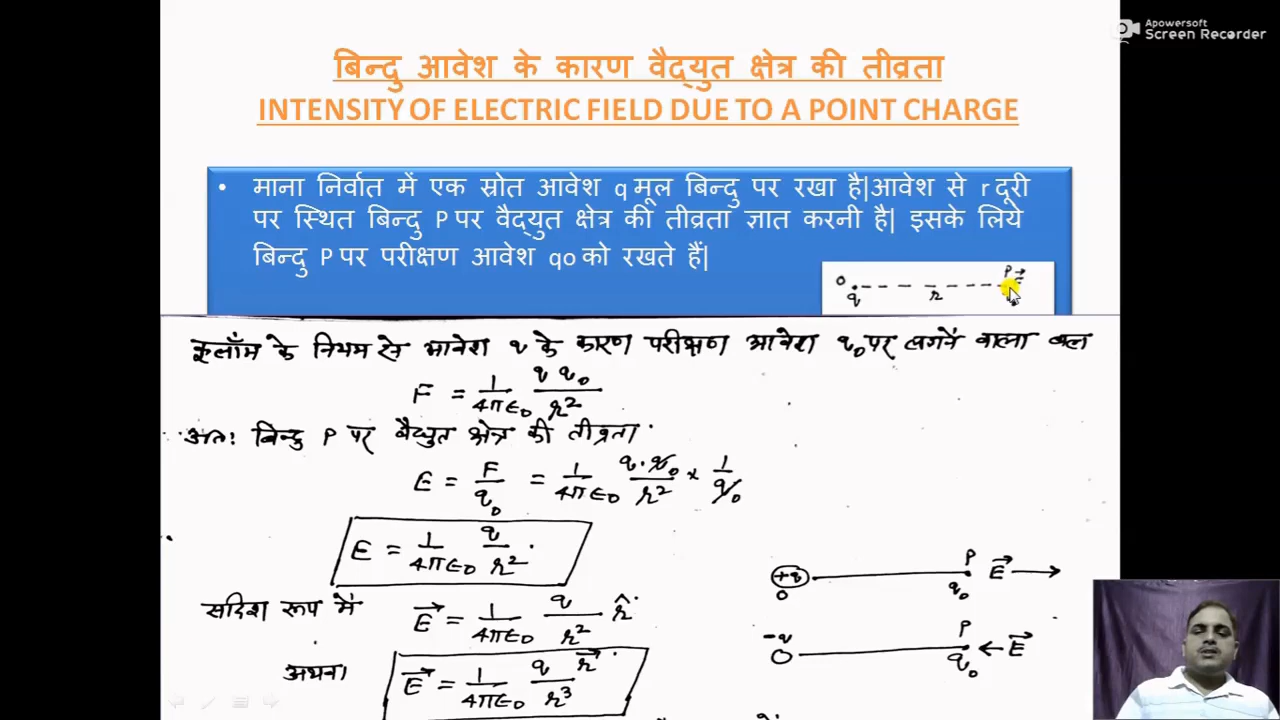 Apowersoft
Screen Recorder
बिन्दु आवेश के कारण वैद्युत क्षेत्र की तीव्रता
INTENSITY OF ELECTRIC FIELD DUE TO A POINT CHARGE
• माना निर्वात में एक स्रोत आवेश q मूल बिन्दु पर रखा है|आवेश से r दूरी
पर स्थित बिन्दु P पर वैद्युत क्षेत्र की तीव्रता ज्ञात करनी है| इसके लिये
बिन्दु P पर परीक्षण आवेश qo को रखते हैं|
O q r P
कूलॉम के नियम से आवेश q के कारण परीक्षण आवेश q₀ पर लगने वाला बल
F = 1/4πϵ₀ q q₀/r²
अतः बिन्दु P पर वैद्युत क्षेत्र की तीव्रता
E = F/q₀ = 1/4πϵ₀ q·q₀/r² × 1/q₀
E = 1/4πϵ₀ q/r²
+q O P q₀ E⃗
सदिश रूप में E⃗ = 1/4πϵ₀ q/r² r̂
-q O P q₀ E⃗
अथवा E⃗ = 1/4πϵ₀ q/r³ r⃗